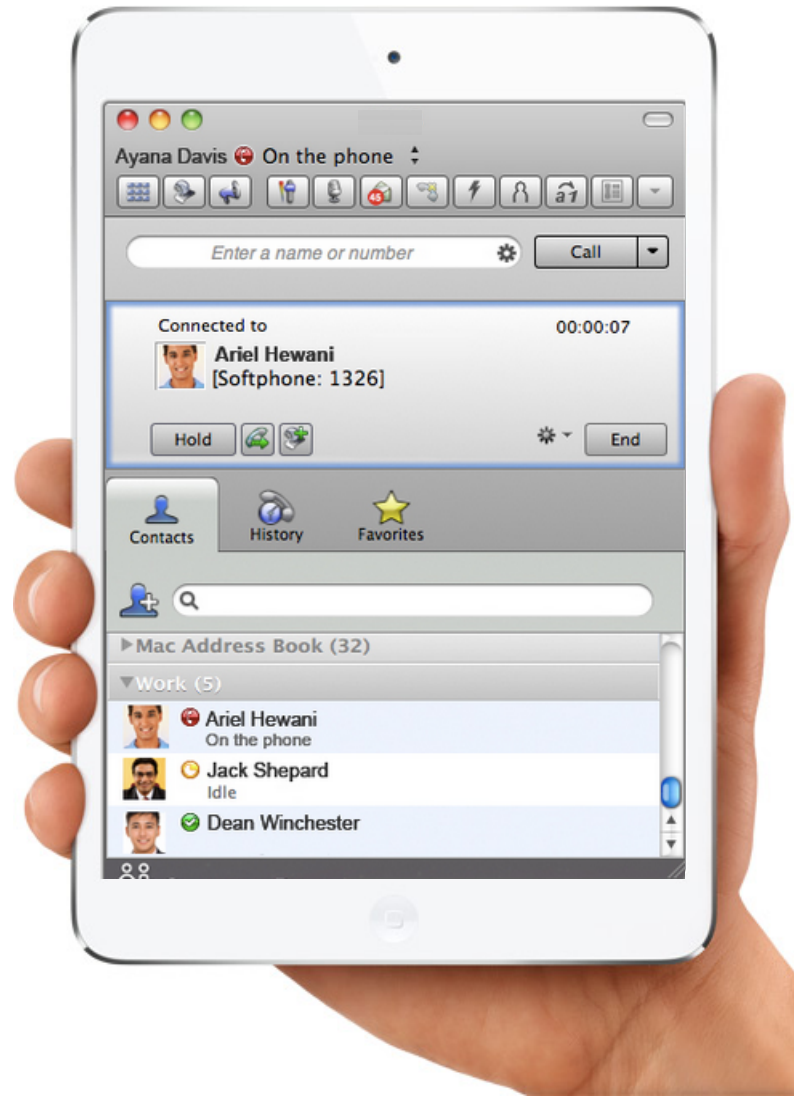 Ayana Davis On the phone
45
a1
Enter a name or number
Call
Connected to
00:00:07
Ariel Hewani
[Softphone: 1326]
Hold
End
Contacts
History
Favorites
Mac Address Book (32)
Work (5)
Ariel Hewani
On the phone
Jack Shepard
Idle
Dean Winchester